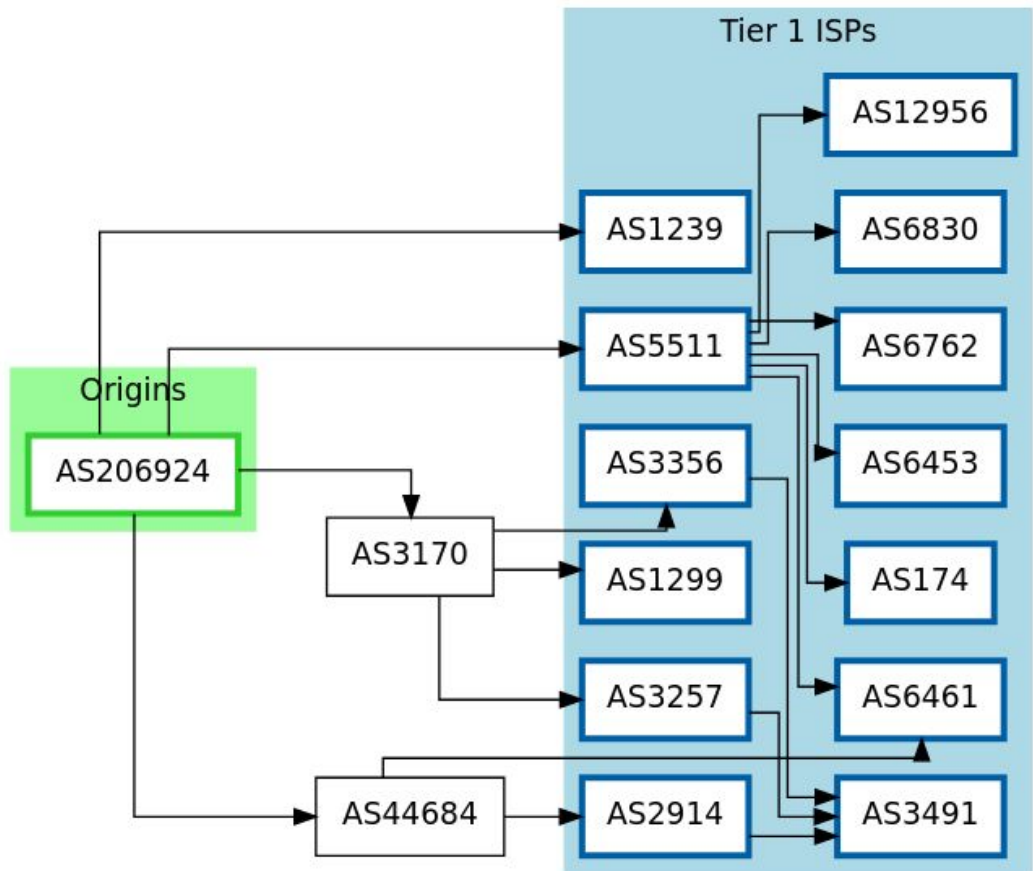 Tier 1 ISPs
AS12956
AS1239
AS6830
AS5511
AS6762
Origins
AS206924
AS3356
AS6453
AS3170
AS1299
AS174
AS3257
AS6461
AS44684
AS2914
AS3491